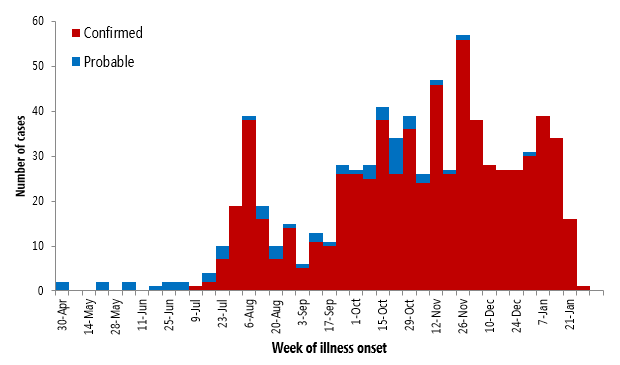 60
50
40
30
20
10
0
Number of cases
Confirmed
Probable
30-Apr
14-May
28-May
11-Jun
25-Jun
9-Jul
23-Jul
6-Aug
20-Aug
3-Sep
17-Sep
1-Oct
15-Oct
29-Oct
12-Nov
26-Nov
10-Dec
24-Dec
7-Jan
21-Jan
Week of illness onset